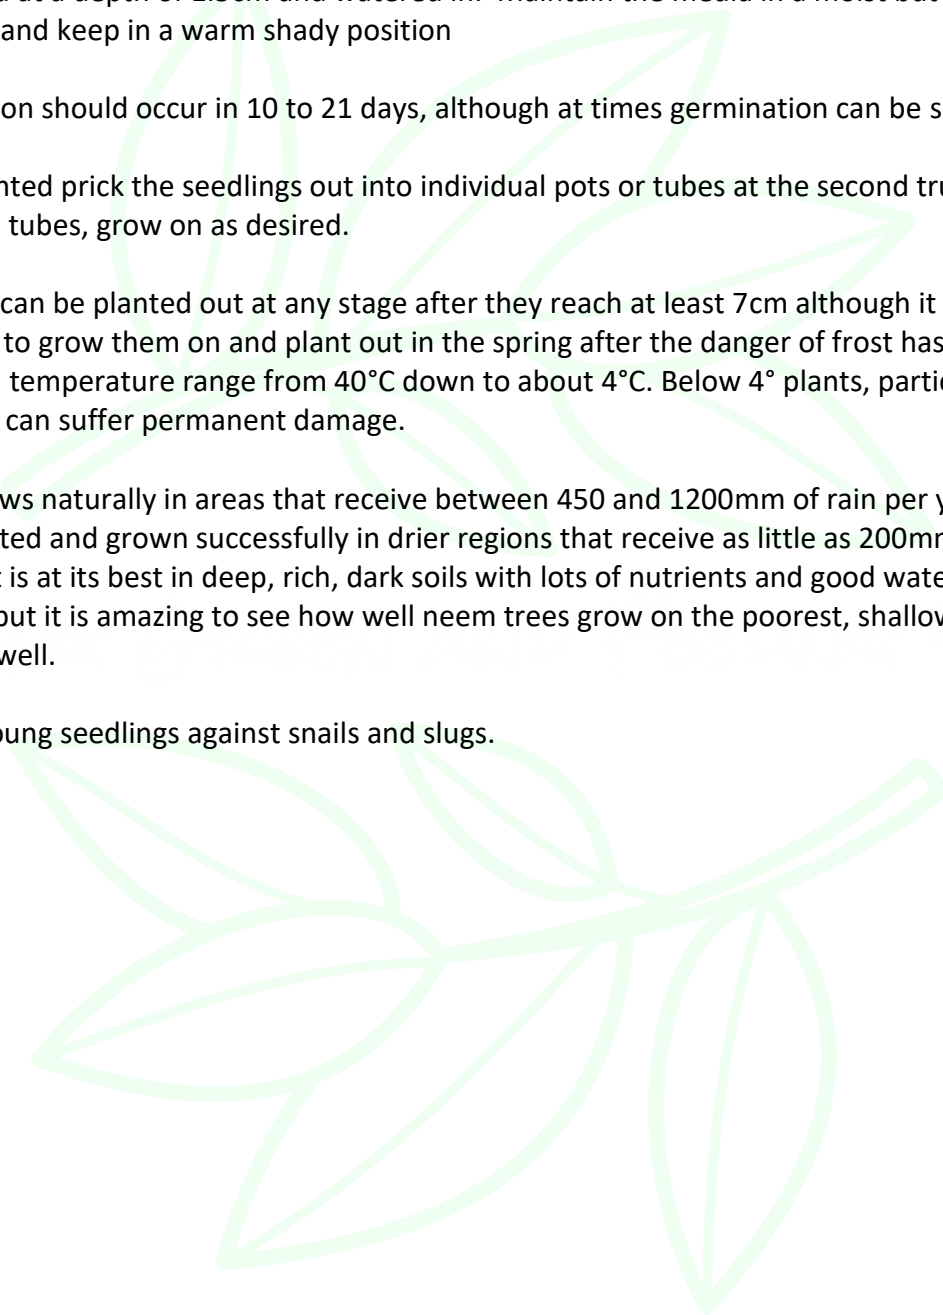 at a depth of and watered in. maintain the media in a moist but
and keep in a warm shady position
on should occur in 10 to 21 days, although at times germination can be s
nted prick the seedlings out into individual pots or tubes at the second tru
tubes, grow on as desired.
can be planted out at any stage after they reach at least 7cm although it
to grow them on and plant out in the spring after the danger of frost has
temperature range from 40°C down to about 4°C. Below 4° plants, partic
can suffer permanent damage.
ws naturally in areas that receive between 450 and 1200mm of rain per y
ted and grown successfully in drier regions that receive as little as 200mm
t is at its best in deep, rich, dark soils with lots of nutrients and good wate
but it is amazing to see how well neem trees grow on the poorest, shallow
well.
oung seedlings against snails and slugs.